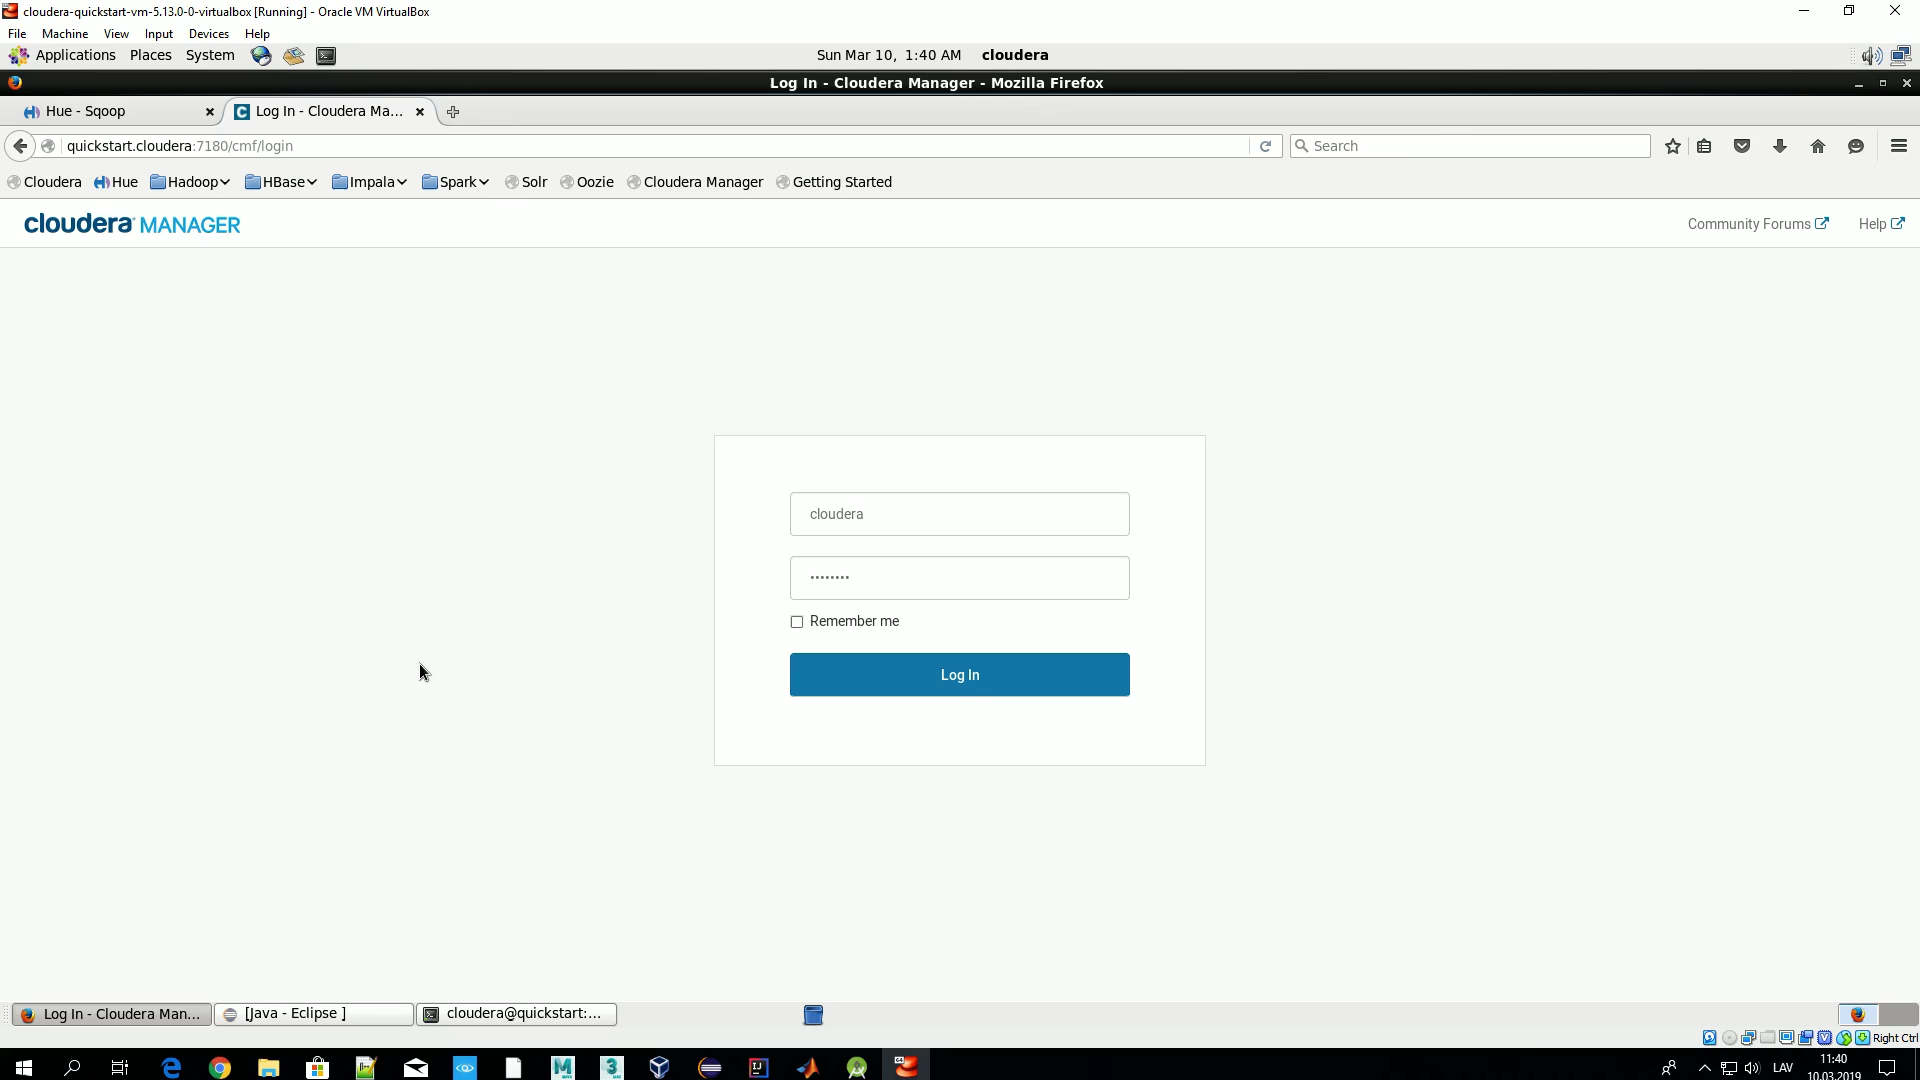 cloudera-quickstart-vm-5.13.0-0-virtualbox [Running] - Oracle VM VirtualBox
File Machine View Input Devices Help
Applications Places System Sun Mar 10, 1:40 AM cloudera
Log In - Cloudera Manager - Mozilla Firefox
Hue - Sqoop Log In - Cloudera Ma...
quickstart.cloudera:7180/cmf/login Search
Cloudera Hue Hadoop HBase Impala Spark Solr Oozie Cloudera Manager Getting Started
cloudera MANAGER Community Forums Help
cloudera
••••••••
Remember me
Log In
Log In - Cloudera Man... [Java - Eclipse ] cloudera@quickstart:...
Right Ctrl
LAV 11:40
10.03.2019